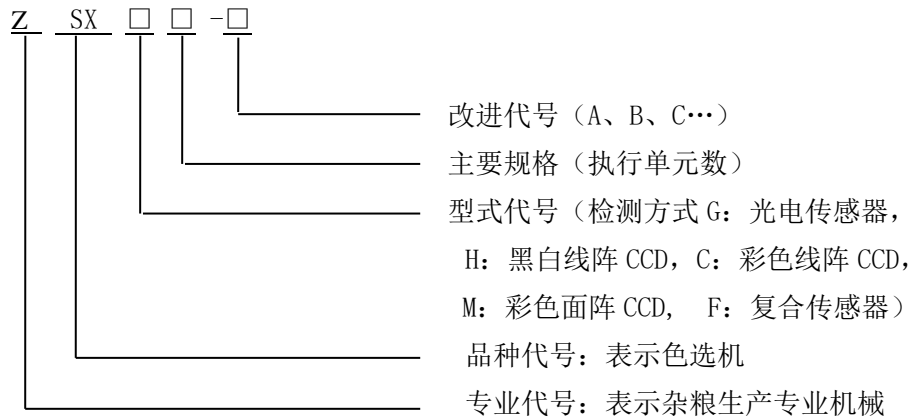 Z SX □ □ -□
改进代号（A、B、C…）
主要规格（执行单元数）
型式代号（检测方式 G：光电传感器，
H：黑白线阵 CCD，C：彩色线阵 CCD，
M：彩色面阵 CCD， F：复合传感器）
品种代号：表示色选机
专业代号：表示杂粮生产专业机械